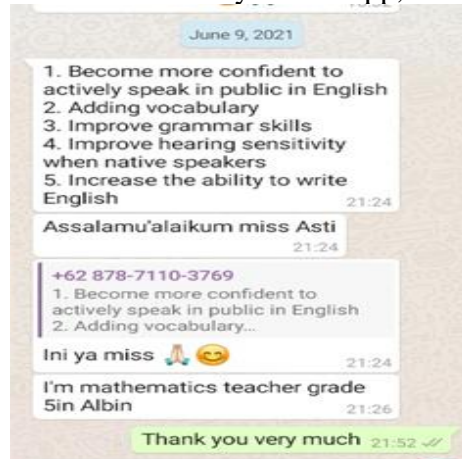 June 9, 2021
1. Become more confident to
actively speak in public in English
2. Adding vocabulary
3. Improve grammar skills
4. Improve hearing sensitivity
when native speakers
5. Increase the ability to write
English 21:24
Assalamu'alaikum miss Asti
21:24
+62 878-7110-3769
1. Become more confident to
actively speak in public in English
2. Adding vocabulary...
Ini ya miss 🙏🏻😊 21:24
I'm mathematics teacher grade
5in Albin 21:26
Thank you very much 21:52